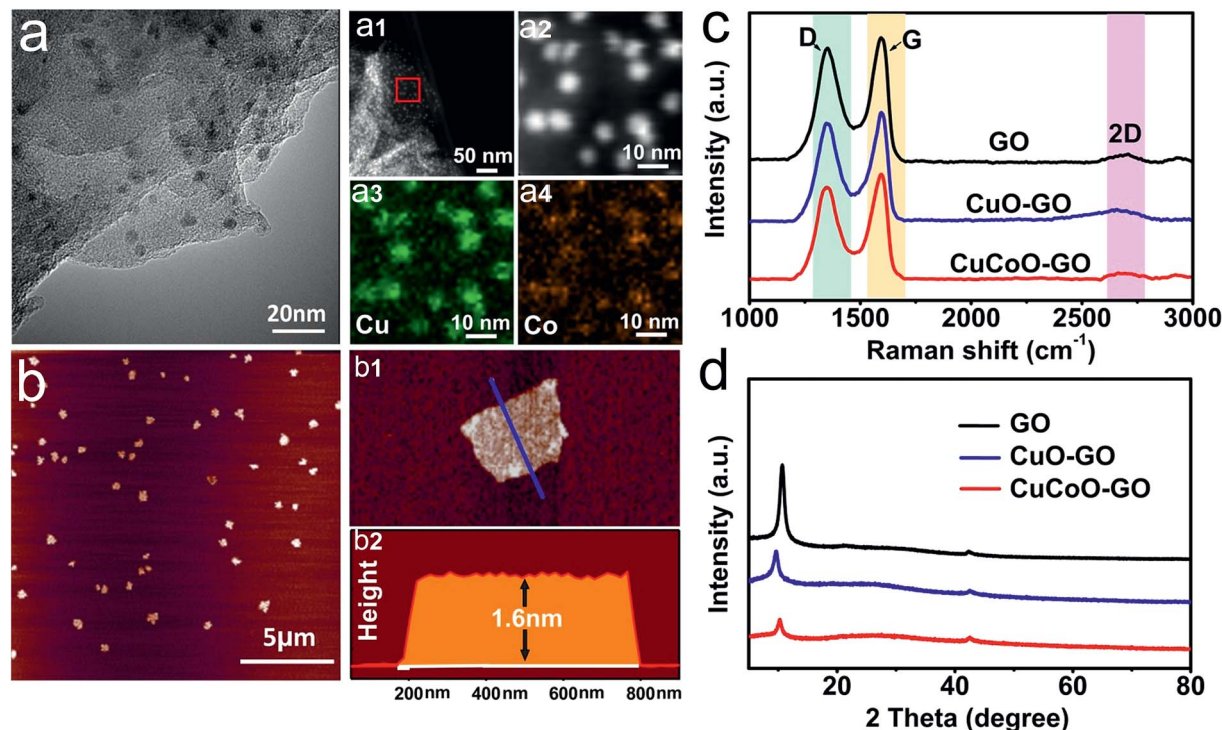 a
20nm
a1
50 nm
a2
10 nm
a3
Cu
10 nm
a4
Co
10 nm
b
5μm
b1
b2
Height
1.6nm
200nm 400nm 600nm 800nm
c
Intensity (a.u.)
D
G
2D
GO
CuO-GO
CuCoO-GO
1000 1500 2000 2500 3000
Raman shift (cm⁻¹)
d
Intensity (a.u.)
GO
CuO-GO
CuCoO-GO
20 40 60 80
2 Theta (degree)